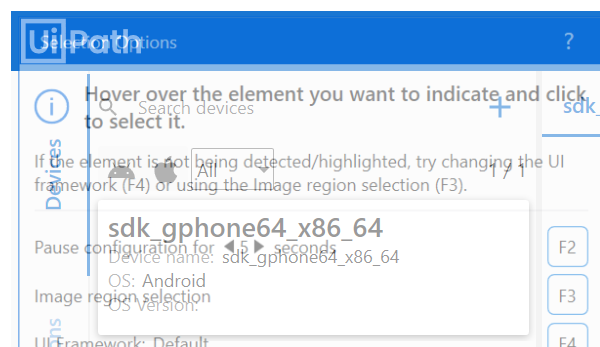 UiPath
Selection Options
?
Hover over the element you want to indicate and click
to select it.
Search devices
+
sdk_
Devices
If the element is not being detected/highlighted, try changing the UI
framework (F4) or using the Image region selection (F3).
All
1 / 1
sdk_gphone64_x86_64
Device name: sdk_gphone64_x86_64
Pause configuration for 5 seconds
F2
OS: Android
Image region selection
F3
OS Version:
UI Framework: Default
F4